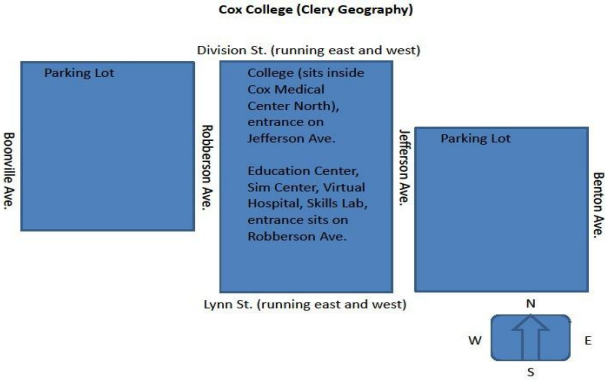 Cox College (Clery Geography)
Division St. (running east and west)
Parking Lot
College (sits inside
Cox Medical
Center North),
entrance on
Jefferson Ave.
Education Center,
Sim Center, Virtual
Hospital, Skills Lab,
entrance sits on
Robberson Ave.
Parking Lot
Boonville Ave.
Robberson Ave.
Jefferson Ave.
Benton Ave.
Lynn St. (running east and west)
N
W
E
S